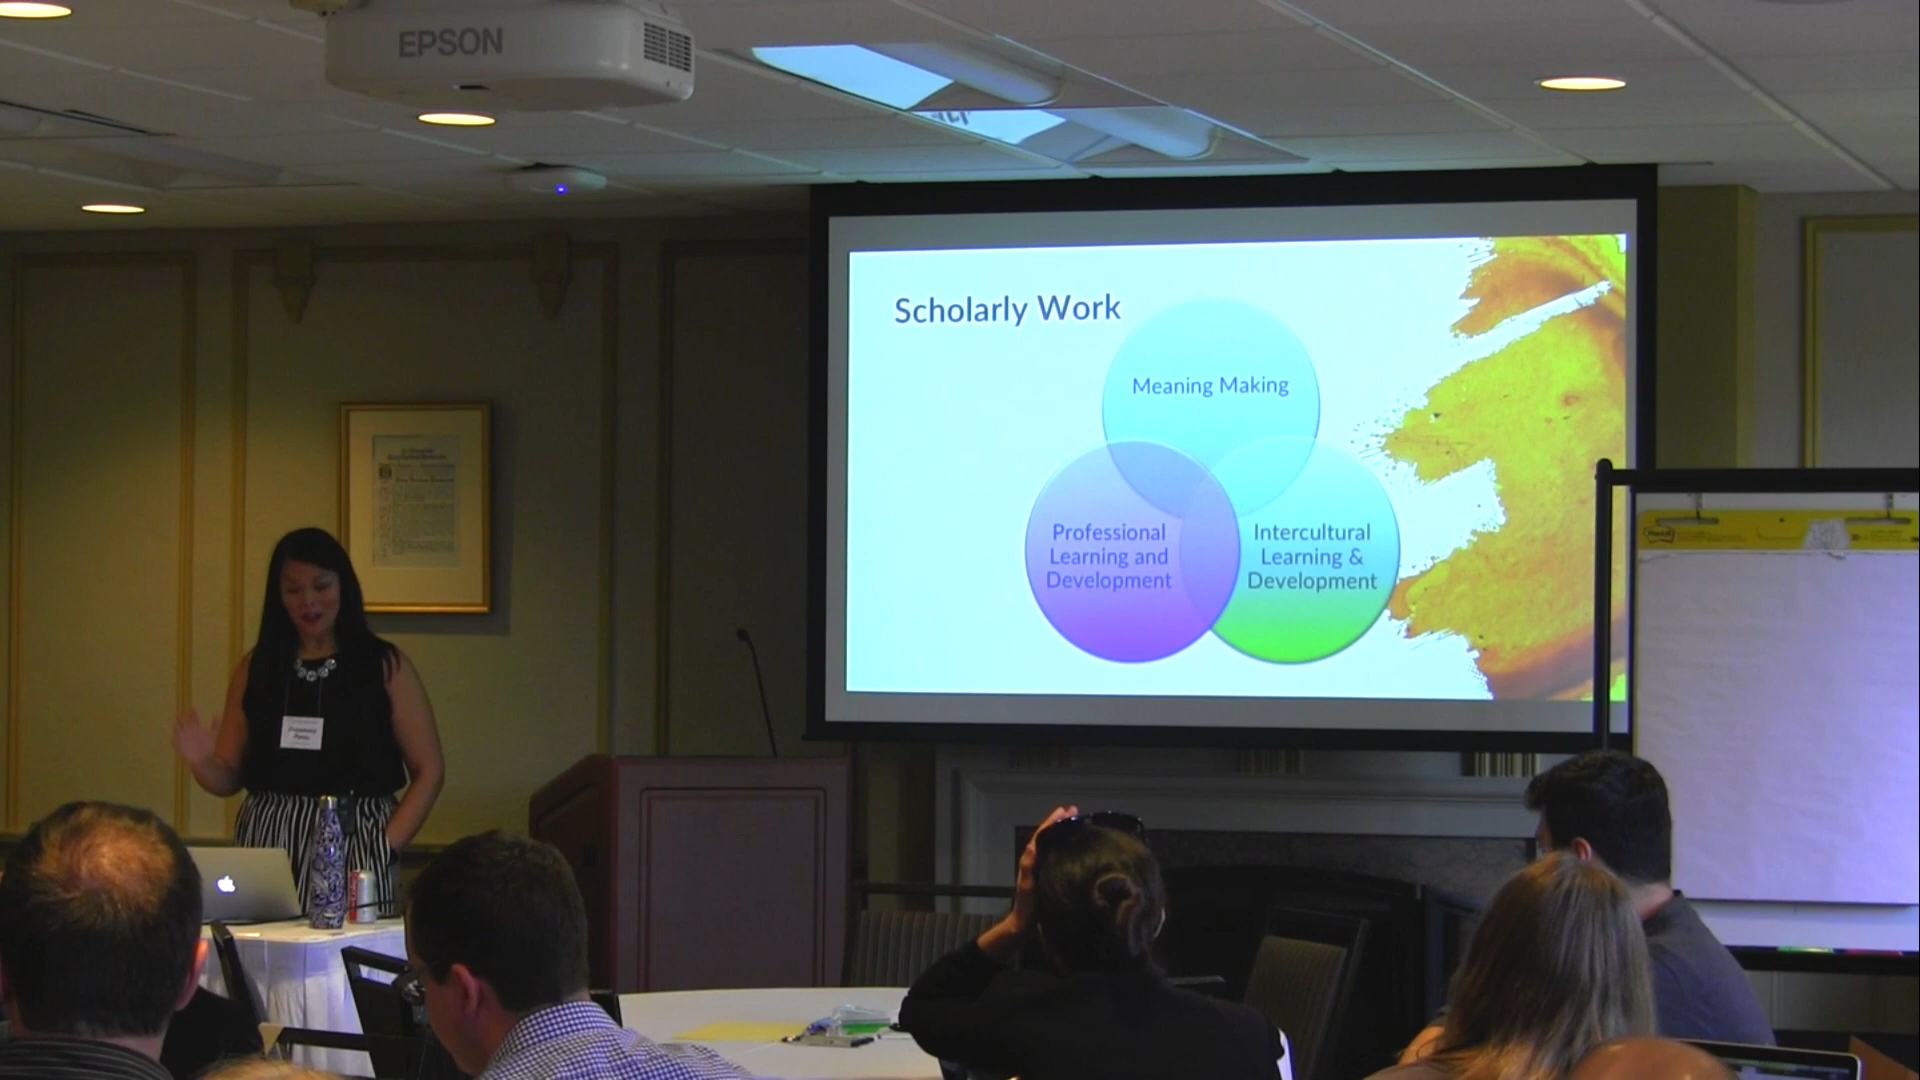 EPSON
Scholarly Work
Meaning Making
Professional
Learning and
Development
Intercultural
Learning &
Development